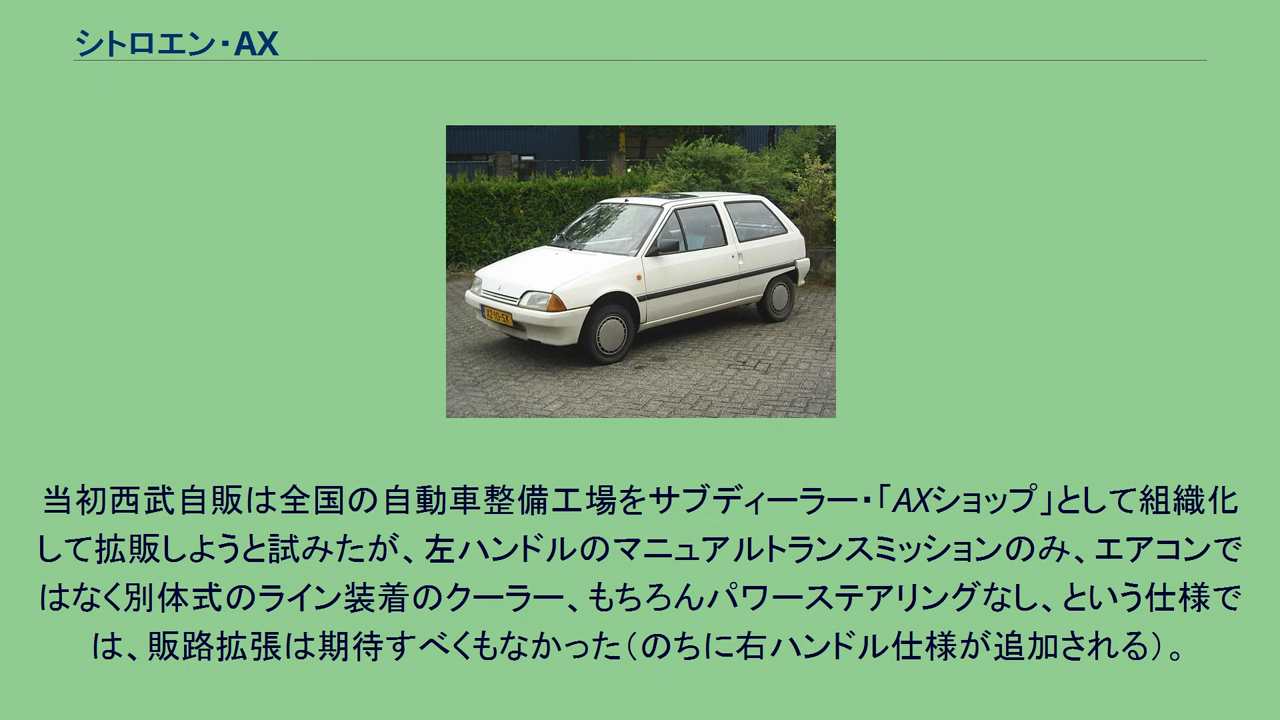 シトロエン・AX
XZ-10-SK
当初西武自販は全国の自動車整備工場をサブディーラー・「AXショップ」として組織化
して拡販しようと試みたが、左ハンドルのマニュアルトランスミッションのみ、エアコンで
はなく別体式のライン装着のクーラー、もちろんパワーステアリングなし、という仕様で
は、販路拡張は期待すべくもなかった（のちに右ハンドル仕様が追加される）。